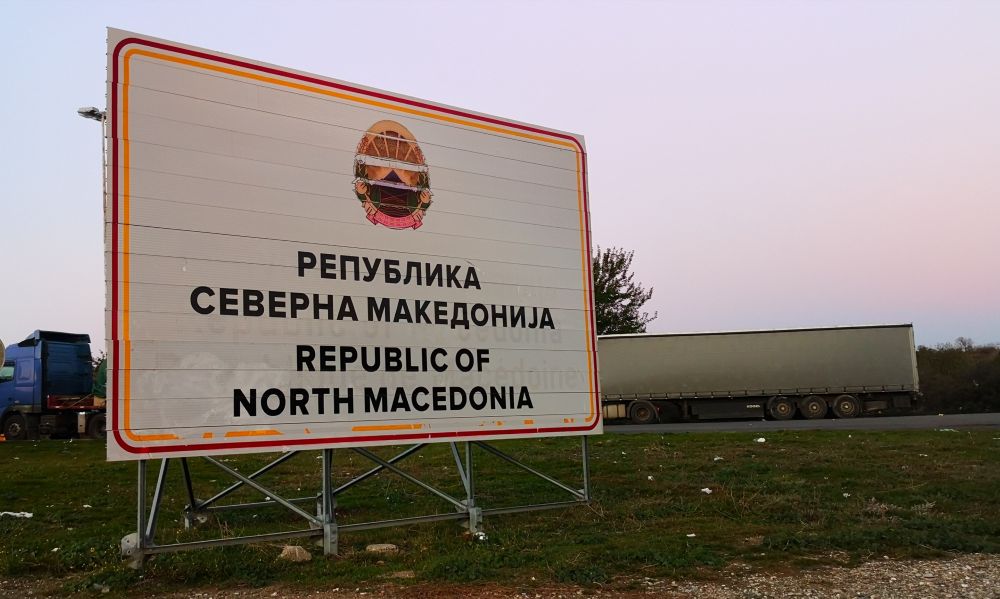 РЕПУБЛИКА
СЕВЕРНА МАКЕДОНИЈА
REPUBLIC OF
NORTH MACEDONIA